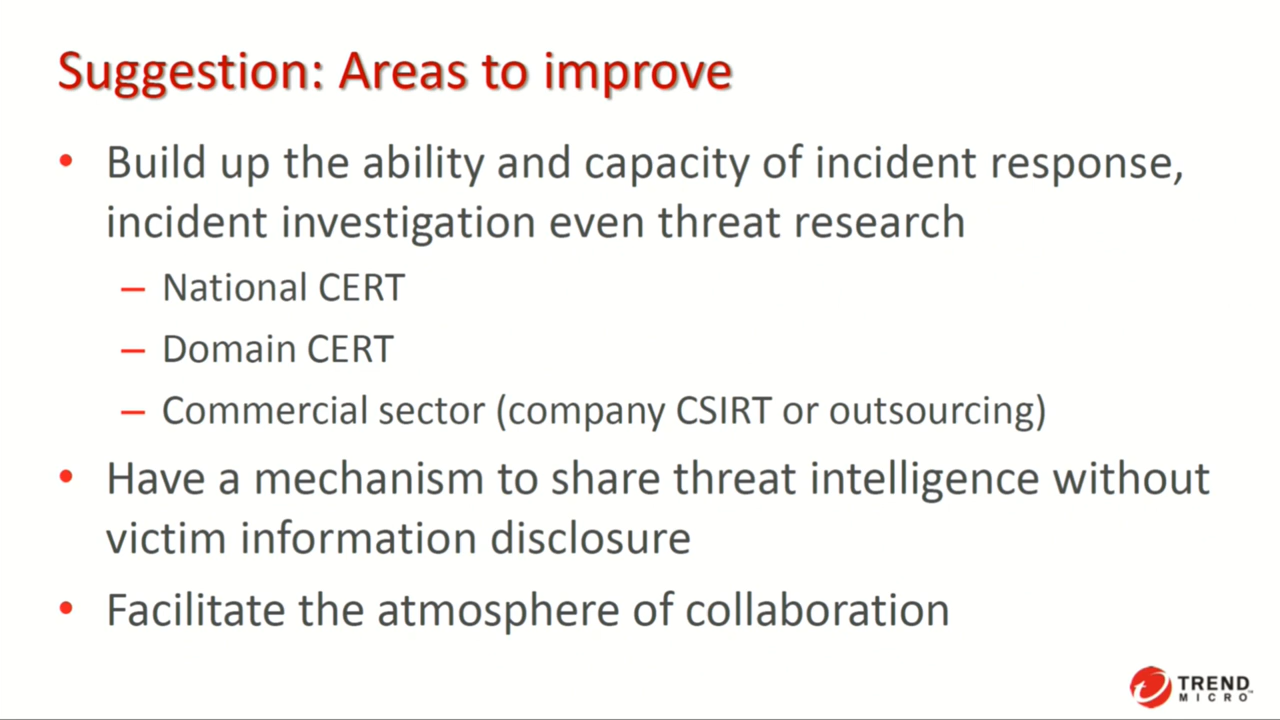 Suggestion: Areas to improve
• Build up the ability and capacity of incident response,
incident investigation even threat research
– National CERT
– Domain CERT
– Commercial sector (company CSIRT or outsourcing)
• Have a mechanism to share threat intelligence without
victim information disclosure
• Facilitate the atmosphere of collaboration
TREND
MICRO™